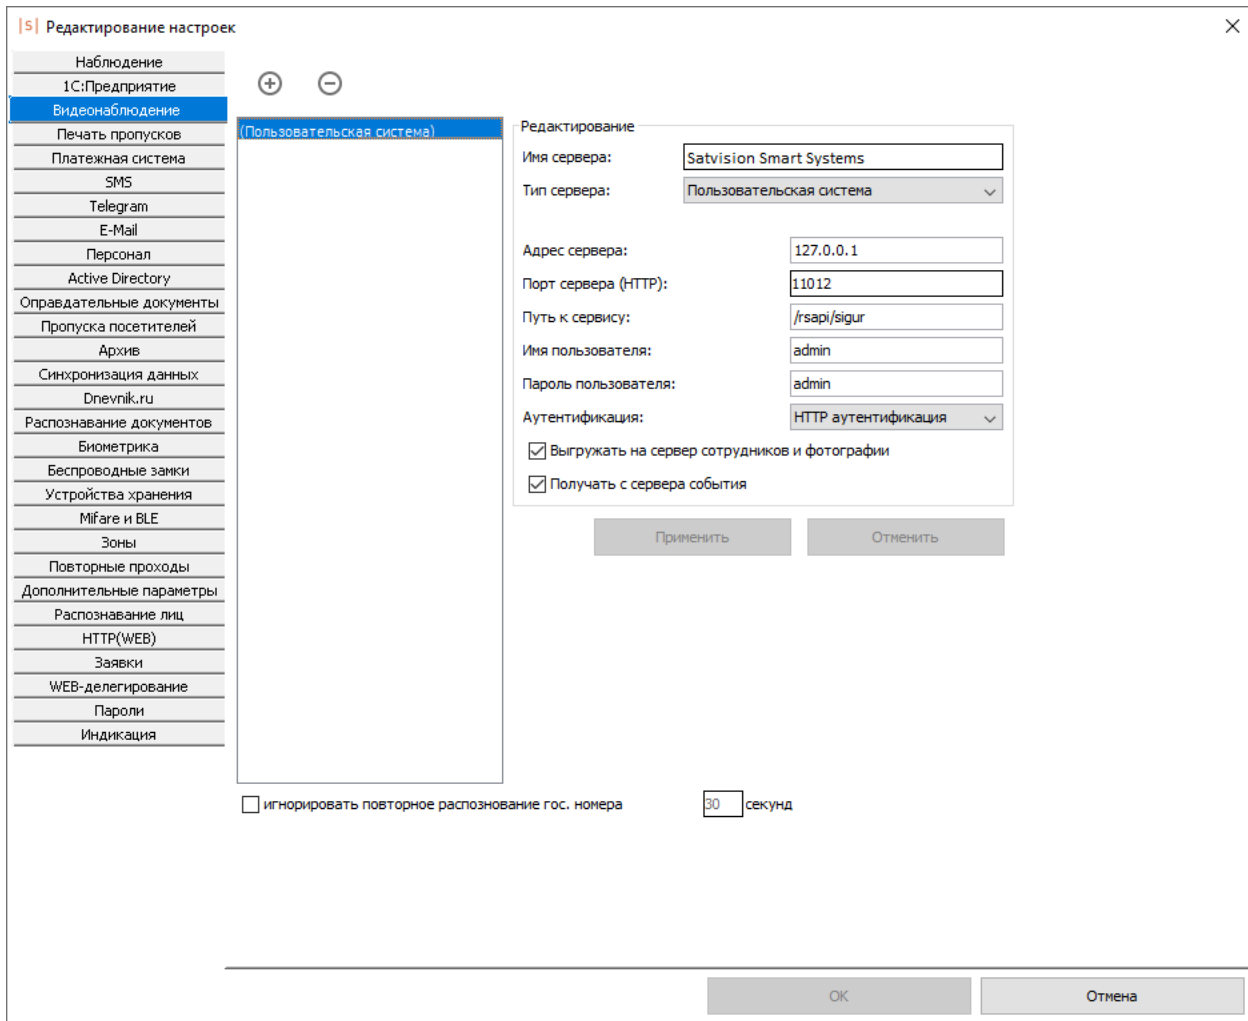 |S| Редактирование настроек
Наблюдение
1С:Предприятие
Видеонаблюдение
Печать пропусков
Платежная система
SMS
Telegram
E-Mail
Персонал
Active Directory
Оправдательные документы
Пропуска посетителей
Архив
Синхронизация данных
Dnevnik.ru
Распознавание документов
Биометрика
Беспроводные замки
Устройства хранения
Mifare и BLE
Зоны
Повторные проходы
Дополнительные параметры
Распознавание лиц
HTTP(WEB)
Заявки
WEB-делегирование
Пароли
Индикация
(Пользовательская система)
Редактирование
Имя сервера: Satvision Smart Systems
Тип сервера: Пользовательская система
Адрес сервера: 127.0.0.1
Порт сервера (HTTP): 11012
Путь к сервису: /rsapi/sigur
Имя пользователя: admin
Пароль пользователя: admin
Аутентификация: HTTP аутентификация
Выгружать на сервер сотрудников и фотографии
Получать с сервера события
Применить Отменить
игнорировать повторное распознование гос. номера 30 секунд
OK Отмена